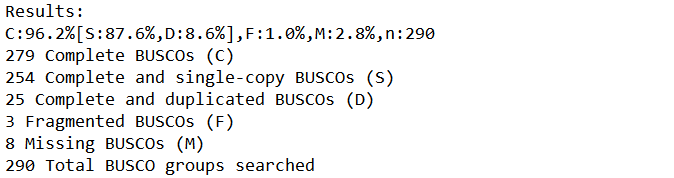 Results:
C:96.2%[S:87.6%,D:8.6%],F:1.0%,M:2.8%,n:290
279 Complete BUSCOs (C)
254 Complete and single-copy BUSCOs (S)
25 Complete and duplicated BUSCOs (D)
3 Fragmented BUSCOs (F)
8 Missing BUSCOs (M)
290 Total BUSCO groups searched